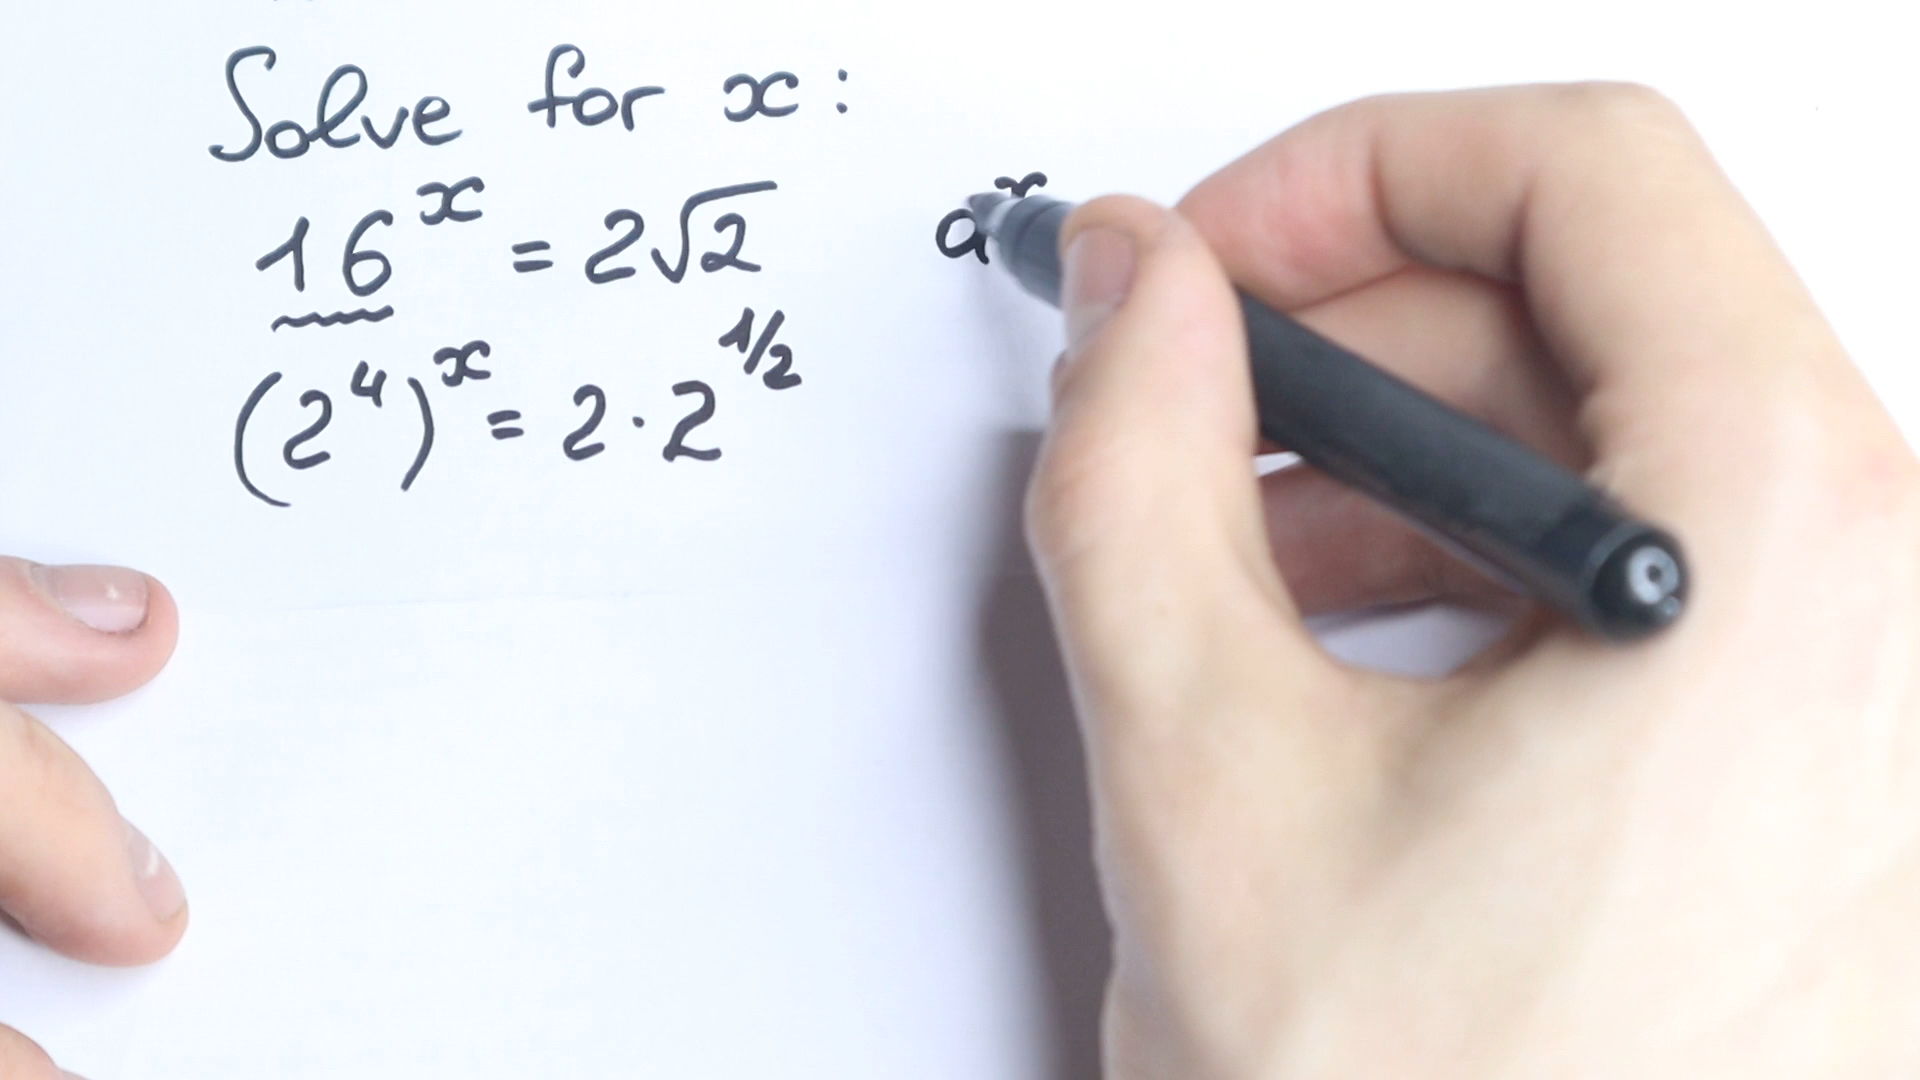 Solve for x:
16^x = 2√2
(2^4)^x = 2·2^1/2
a^x